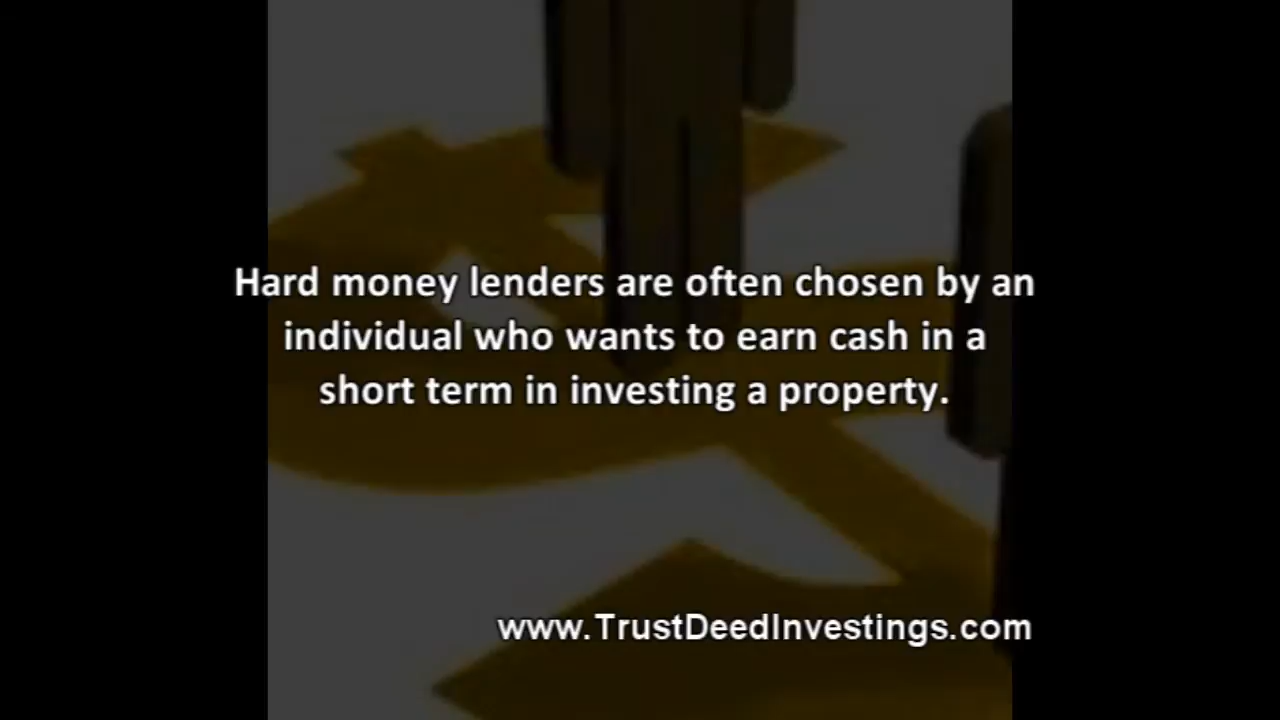 Hard money lenders are often chosen by an
individual who wants to earn cash in a
short term in investing a property.
www.TrustDeedInvestings.com